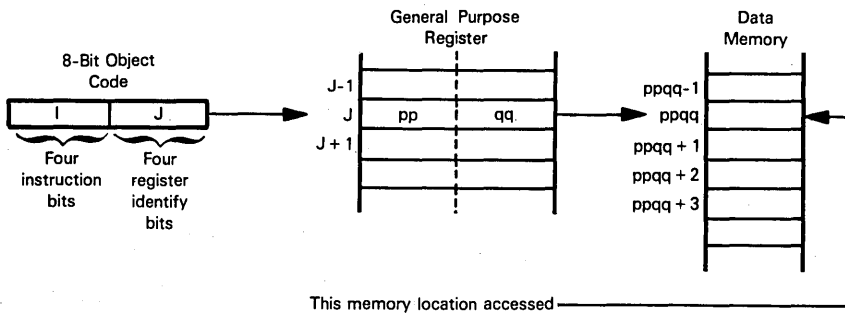 8-Bit Object
Code
I J
Four
instruction
bits
Four
register
identify
bits
General Purpose
Register
J-1
J
J + 1
pp qq
Data
Memory
ppqq-1
ppqq
ppqq + 1
ppqq + 2
ppqq + 3
This memory location accessed